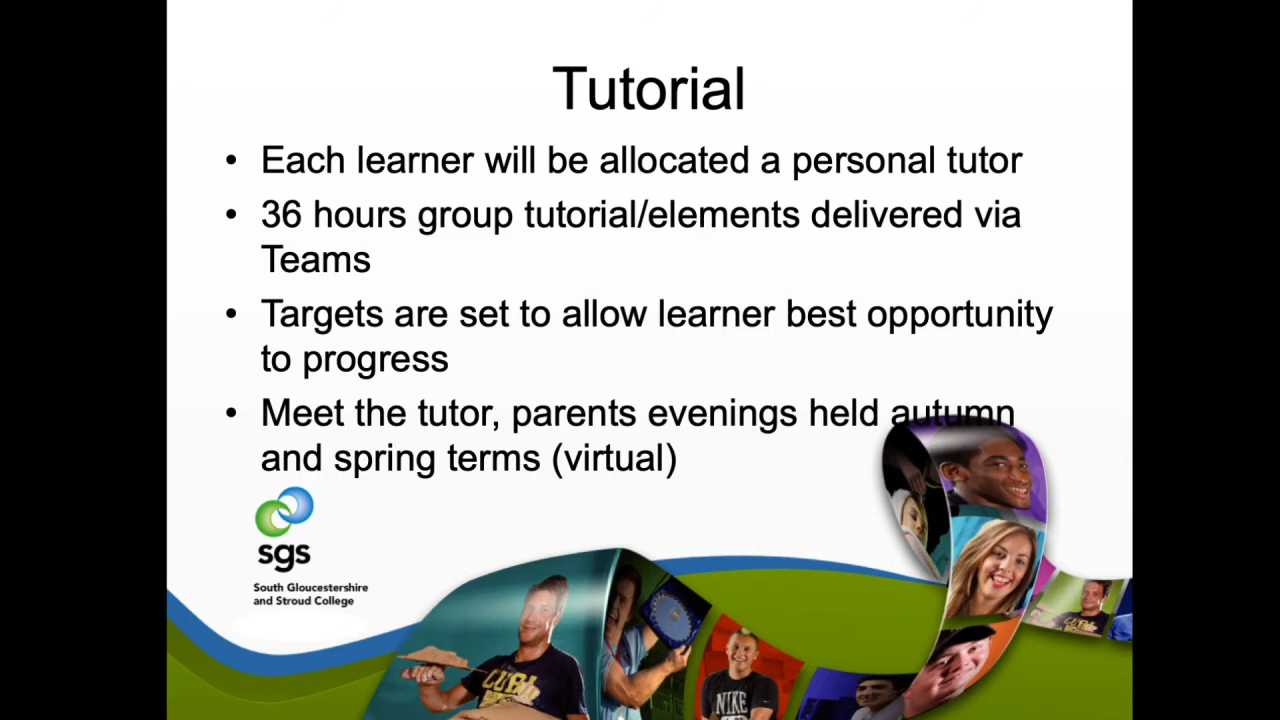 Tutorial
• Each learner will be allocated a personal tutor
• 36 hours group tutorial/elements delivered via
Teams
• Targets are set to allow learner best opportunity
to progress
• Meet the tutor, parents evenings held autumn
and spring terms (virtual)
sgs
South Gloucestershire
and Stroud College
NIKE